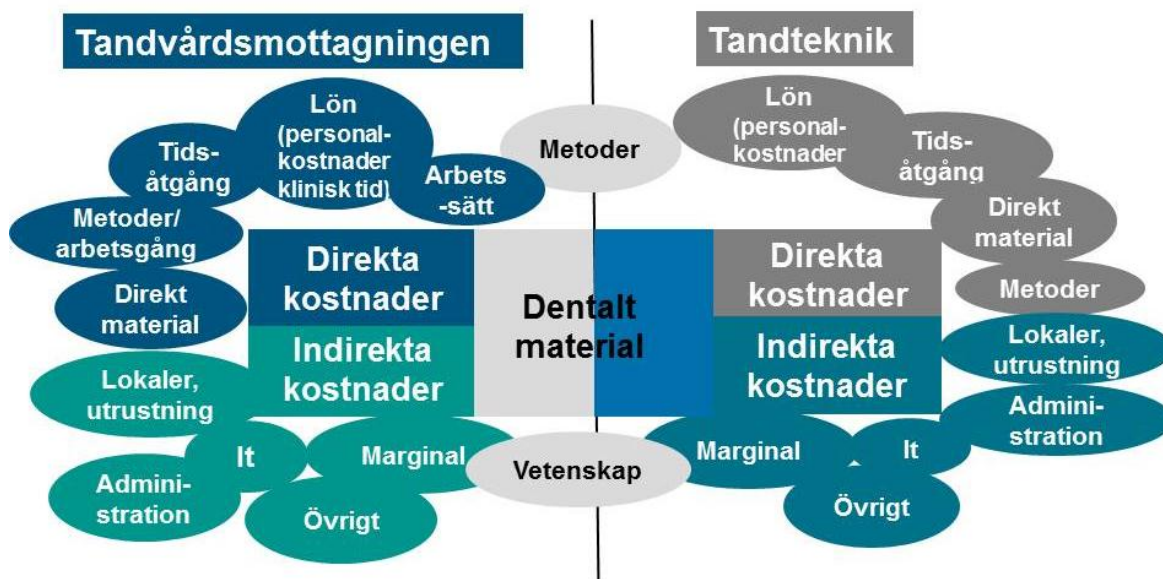 Tandvårdsmottagningen
Tandteknik
Lön
(personal-
kostnader
klinisk tid)
Tids-
åtgång
Arbets
-sätt
Metoder/
arbetsgång
Direkt
material
Direkta
kostnader
Indirekta
kostnader
Lokaler,
utrustning
It
Marginal
Admini-
stration
Övrigt
Metoder
Dentalt
material
Vetenskap
Lön
(personal-
kostnader
Tids-
åtgång
Direkt
material
Metoder
Direkta
kostnader
Indirekta
kostnader
Lokaler,
utrustning
Admini-
stration
Marginal
It
Övrigt